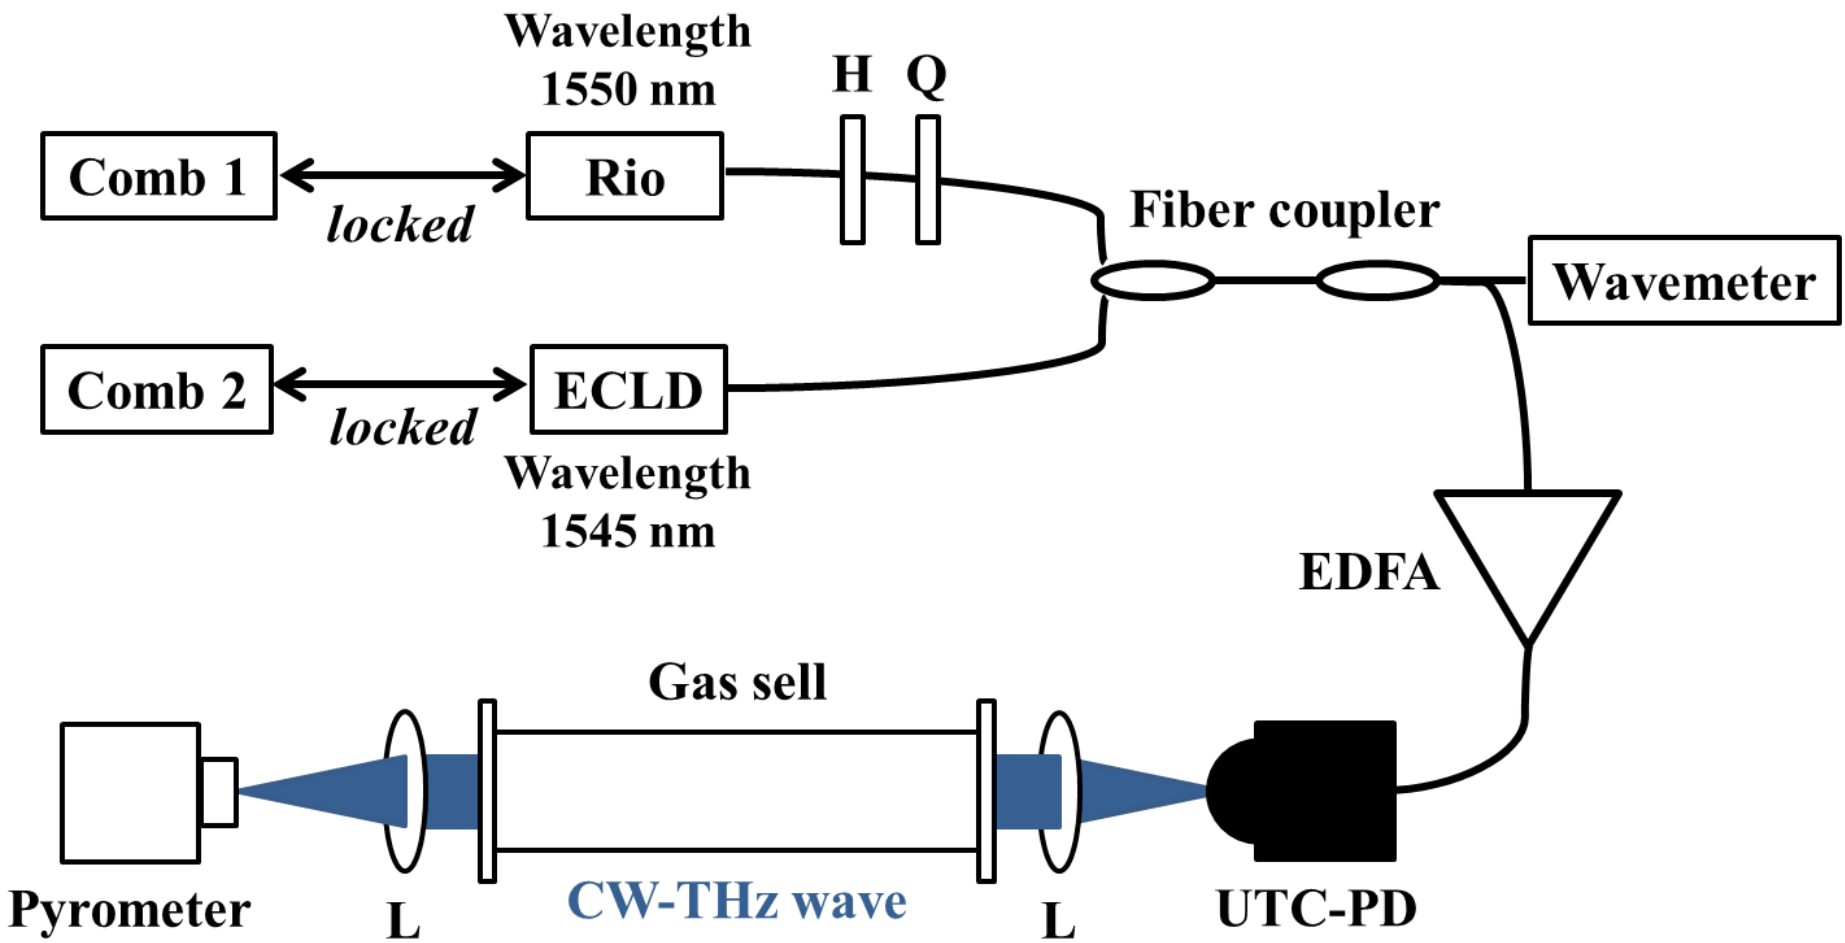 Wavelength
1550 nm
H Q
Comb 1
locked
Rio
Fiber coupler
Wavemeter
Comb 2
locked
ECLD
Wavelength
1545 nm
EDFA
Gas sell
Pyrometer
L
CW-THz wave
L
UTC-PD